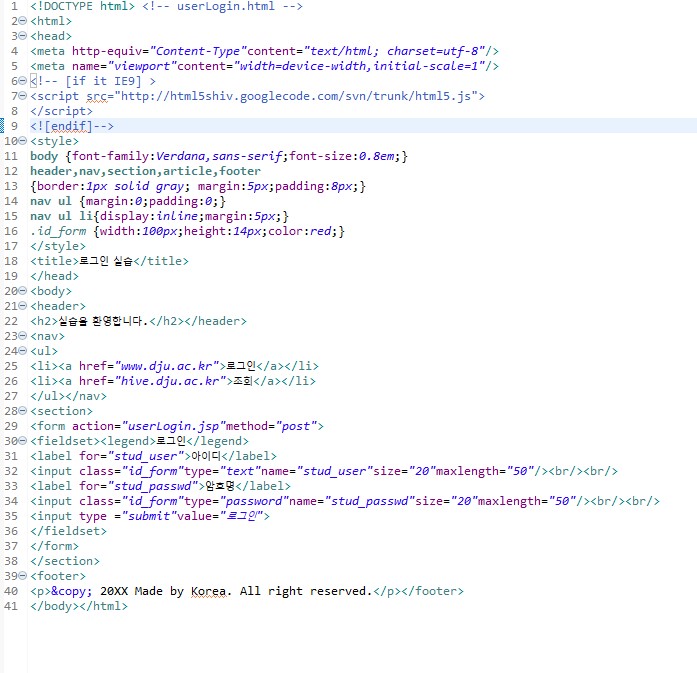 1 <!DOCTYPE html> <!-- userLogin.html -->
2 <html>
3 <head>
4 <meta http-equiv="Content-Type"content="text/html; charset=utf-8"/>
5 <meta name="viewport"content="width=device-width,initial-scale=1"/>
6 <!-- [if it IE9] >
7 <script src="http://html5shiv.googlecode.com/svn/trunk/html5.js">
8 </script>
9 <![endif]-->
10 <style>
11 body {font-family:Verdana,sans-serif;font-size:0.8em;}
12 header,nav,section,article,footer
13 {border:1px solid gray; margin:5px;padding:8px;}
14 nav ul {margin:0;padding:0;}
15 nav ul li{display:inline;margin:5px;}
16 .id_form {width:100px;height:14px;color:red;}
17 </style>
18 <title>로그인 실습</title>
19 </head>
20 <body>
21 <header>
22 <h2>실습을 환영합니다.</h2></header>
23 <nav>
24 <ul>
25 <li><a href="www.dju.ac.kr">로그인</a></li>
26 <li><a href="hive.dju.ac.kr">조회</a></li>
27 </ul></nav>
28 <section>
29 <form action="userLogin.jsp"method="post">
30 <fieldset><legend>로그인</legend>
31 <label for="stud_user">아이디</label>
32 <input class="id_form"type="text"name="stud_user"size="20"maxlength="50"/><br/><br/>
33 <label for="stud_passwd">암호명</label>
34 <input class="id_form"type="password"name="stud_passwd"size="20"maxlength="50"/><br/><br/>
35 <input type ="submit"value="로그인">
36 </fieldset>
37 </form>
38 </section>
39 <footer>
40 <p>&copy; 20XX Made by Korea. All right reserved.</p></footer>
41 </body></html>